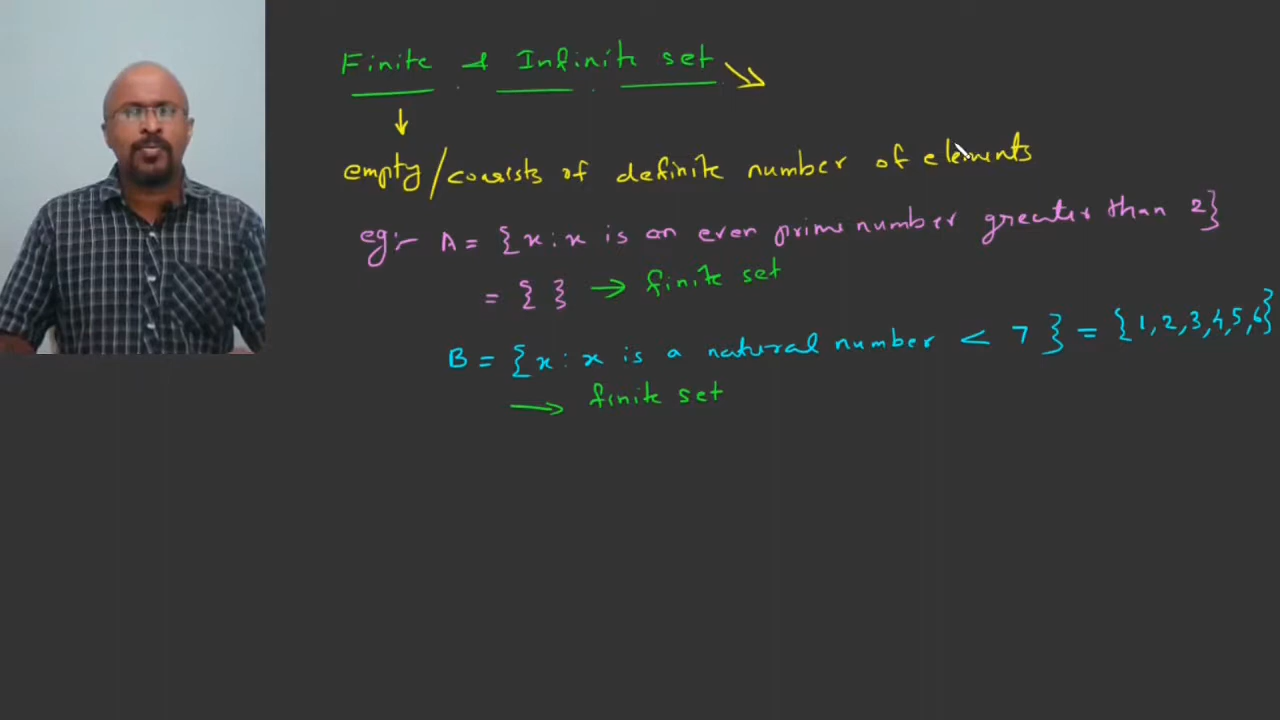 Finite & Infinite set
empty/consists of definite number of elements
eg:- A = {x : x is an even prime number greater than 2}
= { } → finite set
B = {x : x is a natural number < 7} = {1,2,3,4,5,6}
→ finite set